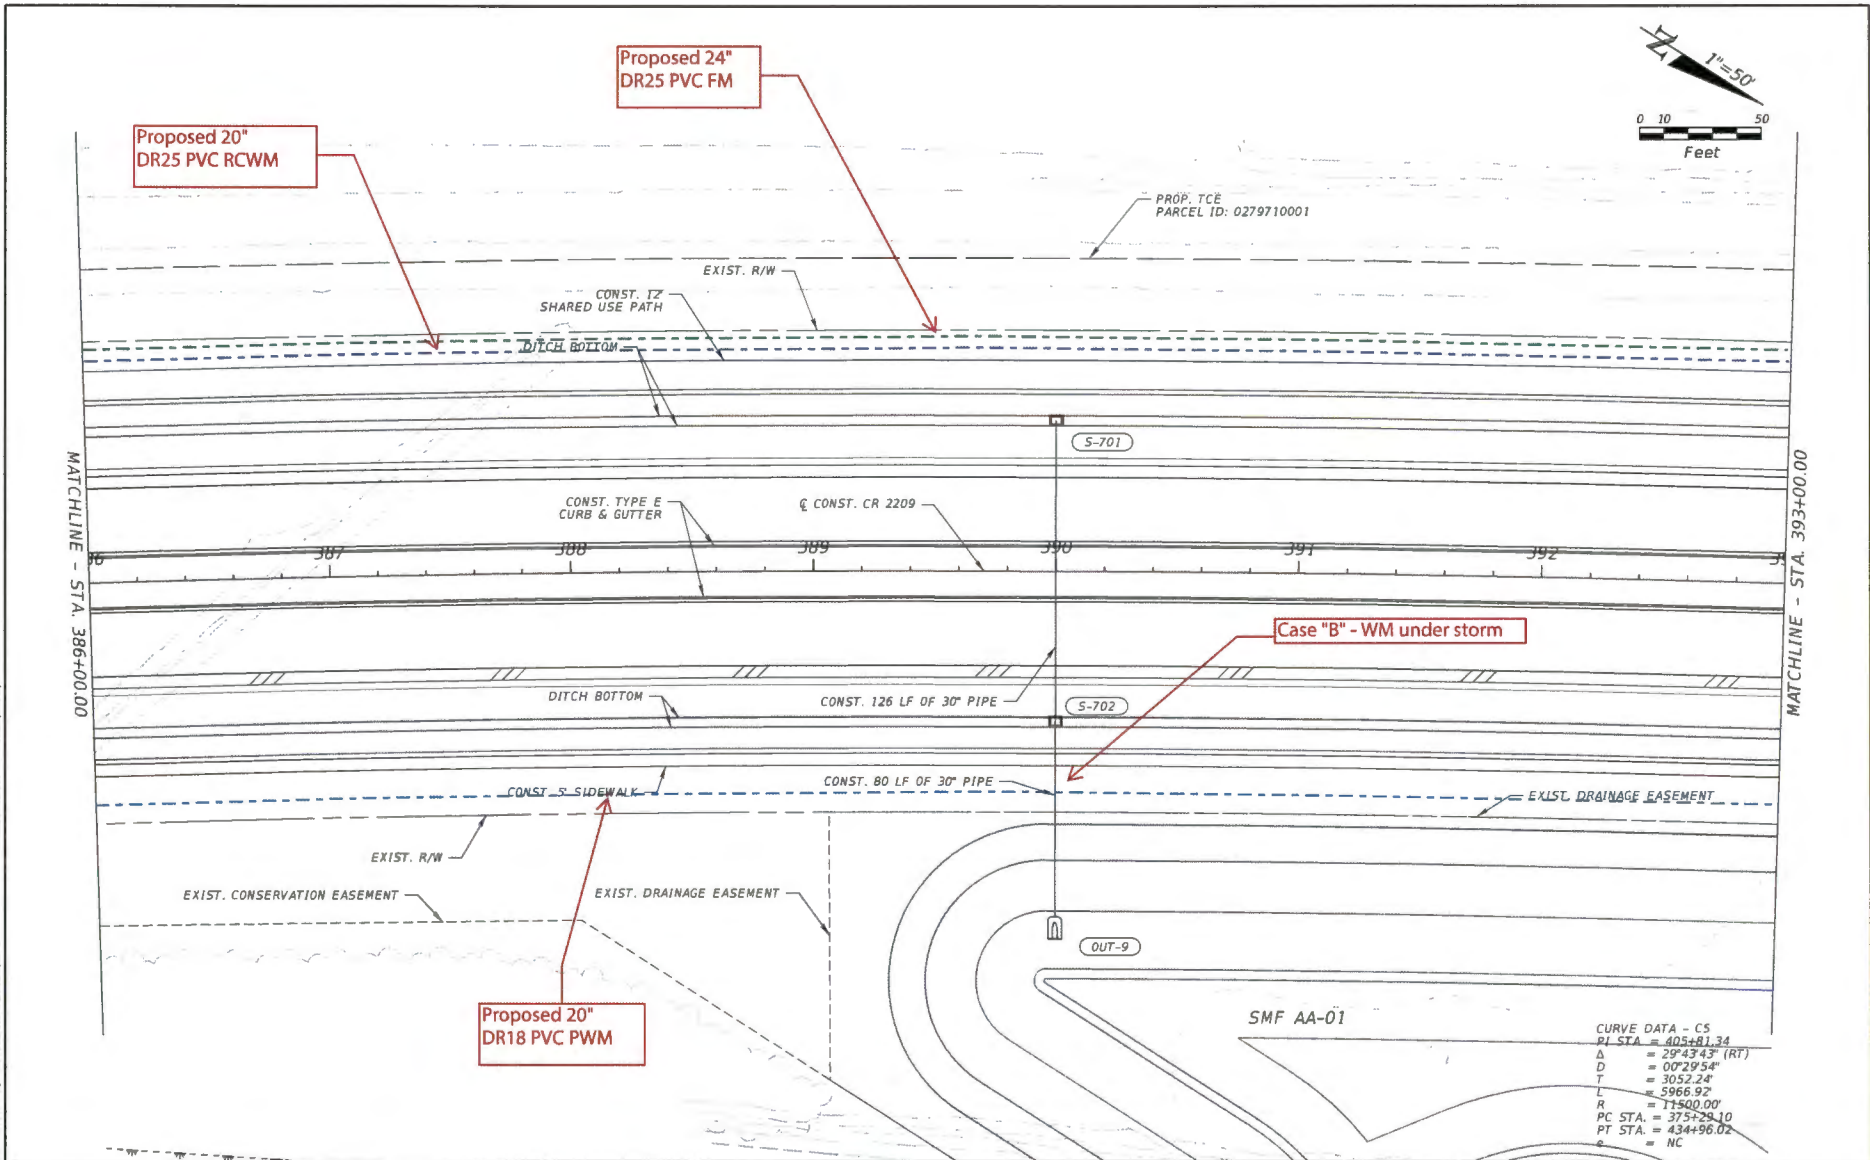 Proposed 24"
DR25 PVC FM
N
1"=50'
0 10 50
Feet
Proposed 20"
DR25 PVC RCWM
PROP. TCE
PARCEL ID: 0279710001
EXIST. R/W
CONST. 12'
SHARED USE PATH
DITCH BOTTOM
S-701
MATCHLINE - STA. 386+00.00
MATCHLINE - STA. 393+00.00
CONST. TYPE E
CURB & GUTTER
℄ CONST. CR 2209
387 388 389 390 391 392
Case "B" - WM under storm
DITCH BOTTOM
CONST. 126 LF OF 30" PIPE
S-702
CONST. 5' SIDEWALK
CONST. 80 LF OF 30" PIPE
EXIST. DRAINAGE EASEMENT
EXIST. R/W
EXIST. CONSERVATION EASEMENT
EXIST. DRAINAGE EASEMENT
OUT-9
Proposed 20"
DR18 PVC PWM
SMF AA-01
CURVE DATA - C5
PI STA. = 405+81.34
Δ = 29°43'43" (RT)
D = 00°29'54"
T = 3052.24'
L = 5966.92'
R = 11500.00'
PC STA. = 375+29.10
PT STA. = 434+96.02
e = NC